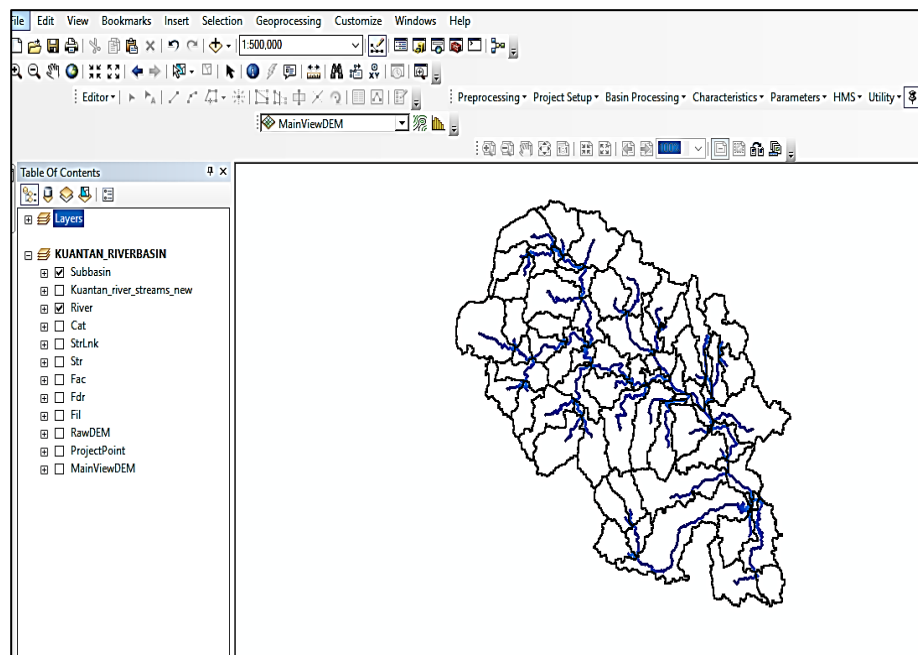 File Edit View Bookmarks Insert Selection Geoprocessing Customize Windows Help
1:500,000
Editor Preprocessing Project Setup Basin Processing Characteristics Parameters HMS Utility
MainViewDEM
Table Of Contents
Layers
KUANTAN_RIVERBASIN
Subbasin
Kuantan_river_streams_new
River
Cat
StrLnk
Str
Fac
Fdr
Fil
RawDEM
ProjectPoint
MainViewDEM